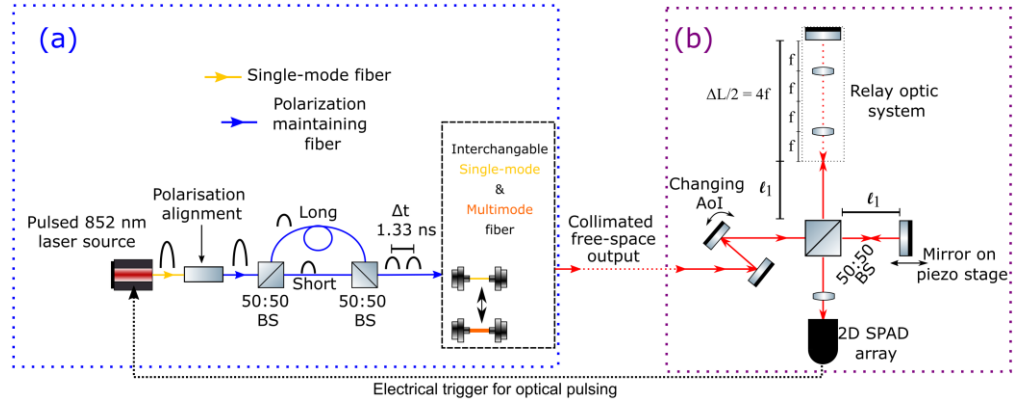 (a)
Single-mode fiber
Polarization
maintaining
fiber
Polarisation
alignment
Pulsed 852 nm
laser source
Long
Short
50:50
BS
50:50
BS
Δt
1.33 ns
Interchangable
Single-mode
&
Multimode
fiber
Collimated
free-space
output
Electrical trigger for optical pulsing
(b)
ΔL/2 = 4f
f
f
f
f
Relay optic
system
ℓ1
Changing
AoI
ℓ1
50:50
BS
Mirror on
piezo stage
2D SPAD
array